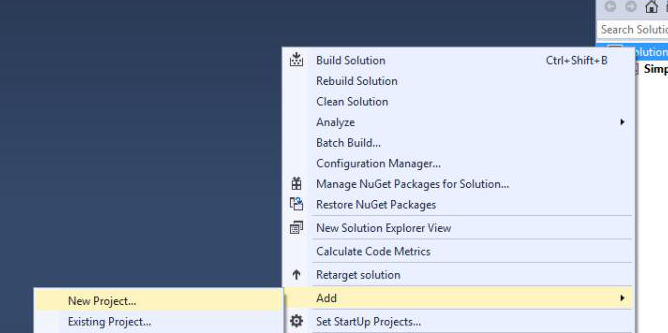 Search Solutio
olution
Simp
Build Solution Ctrl+Shift+B
Rebuild Solution
Clean Solution
Analyze
Batch Build...
Configuration Manager...
Manage NuGet Packages for Solution...
Restore NuGet Packages
New Solution Explorer View
Calculate Code Metrics
Retarget solution
Add
Set StartUp Projects...
New Project...
Existing Project...